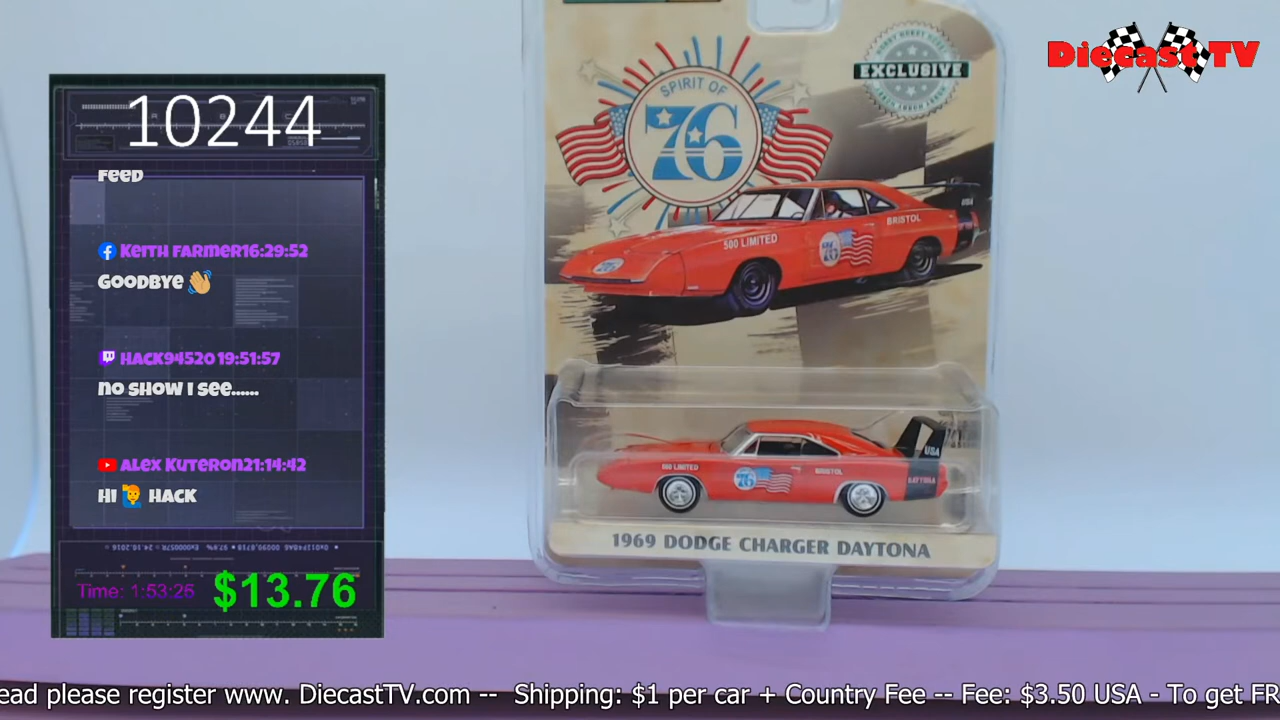 Diecast TV
10244
FEED
Keith Farmer16:29:52
GOODBYE 👋
Hack94520 19:51:57
no show I see......
Alex Kuteron21:14:42
HI 🙋‍♂️ HACK
Time: 1:53:25
$13.76
SPIRIT OF
76
EXCLUSIVE
USA
BRISTOL
500 LIMITED
76
76
USA
500 LIMITED
76
BRISTOL
DAYTONA
1969 DODGE CHARGER DAYTONA
ead please register www. DiecastTV.com -- Shipping: $1 per car + Country Fee -- Fee: $3.50 USA - To get FR